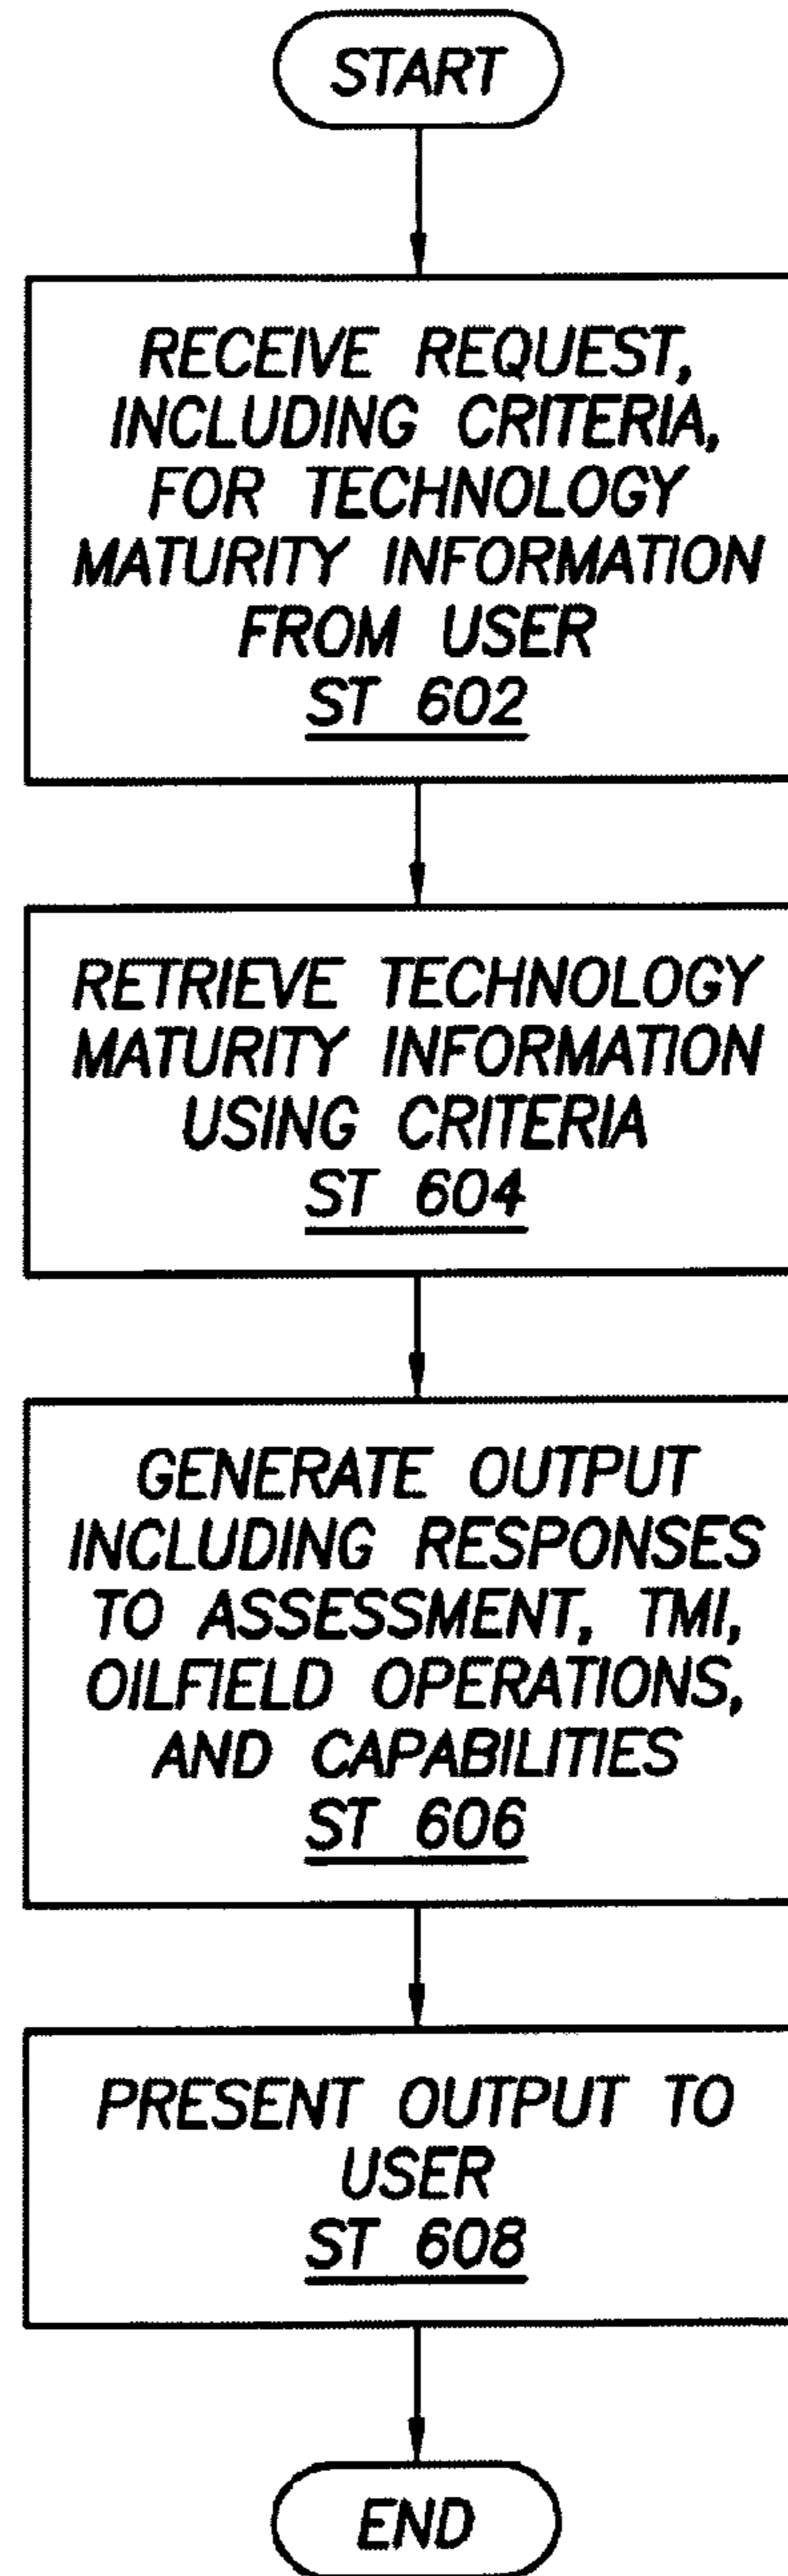 START
RECEIVE REQUEST,
INCLUDING CRITERIA,
FOR TECHNOLOGY
MATURITY INFORMATION
FROM USER
ST 602
RETRIEVE TECHNOLOGY
MATURITY INFORMATION
USING CRITERIA
ST 604
GENERATE OUTPUT
INCLUDING RESPONSES
TO ASSESSMENT, TMI,
OILFIELD OPERATIONS,
AND CAPABILITIES
ST 606
PRESENT OUTPUT TO
USER
ST 608
END